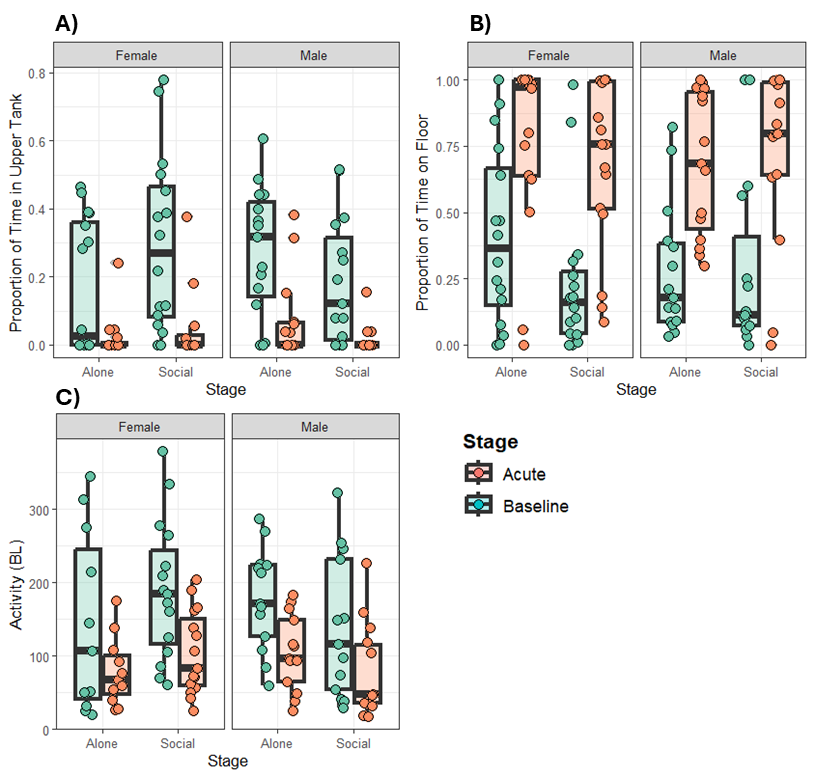 A)
Female Male
Proportion of Time in Upper Tank
0.8
0.6
0.4
0.2
0.0
Alone Social Alone Social
Stage
B)
Female Male
Proportion of Time on Floor
1.00
0.75
0.50
0.25
0.00
Alone Social Alone Social
Stage
C)
Female Male
Activity (BL)
300
200
100
0
Alone Social Alone Social
Stage
Stage
Acute
Baseline